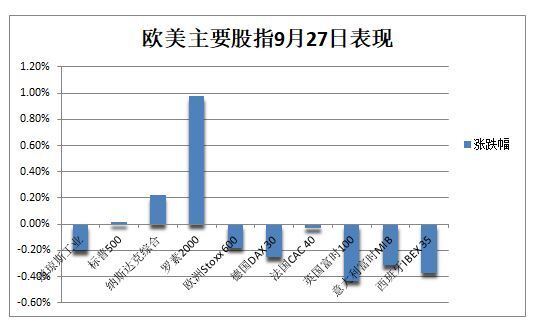 欧美主要股指9月27日表现
1.20%
1.00%
0.80%
0.60%
0.40%
0.20%
0.00%
-0.20%
-0.40%
-0.60%
琼斯工业
标普500
纳斯达克综合
罗素2000
欧洲Stoxx600
德国DAX30
法国CAC 40
英国富时100
意大利富时MIB
西班牙IBEX35
涨跌幅